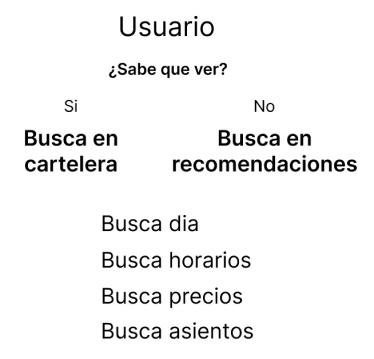 Usuario
¿Sabe que ver?
Si
No
Busca en
cartelera
Busca en
recomendaciones
Busca dia
Busca horarios
Busca precios
Busca asientos